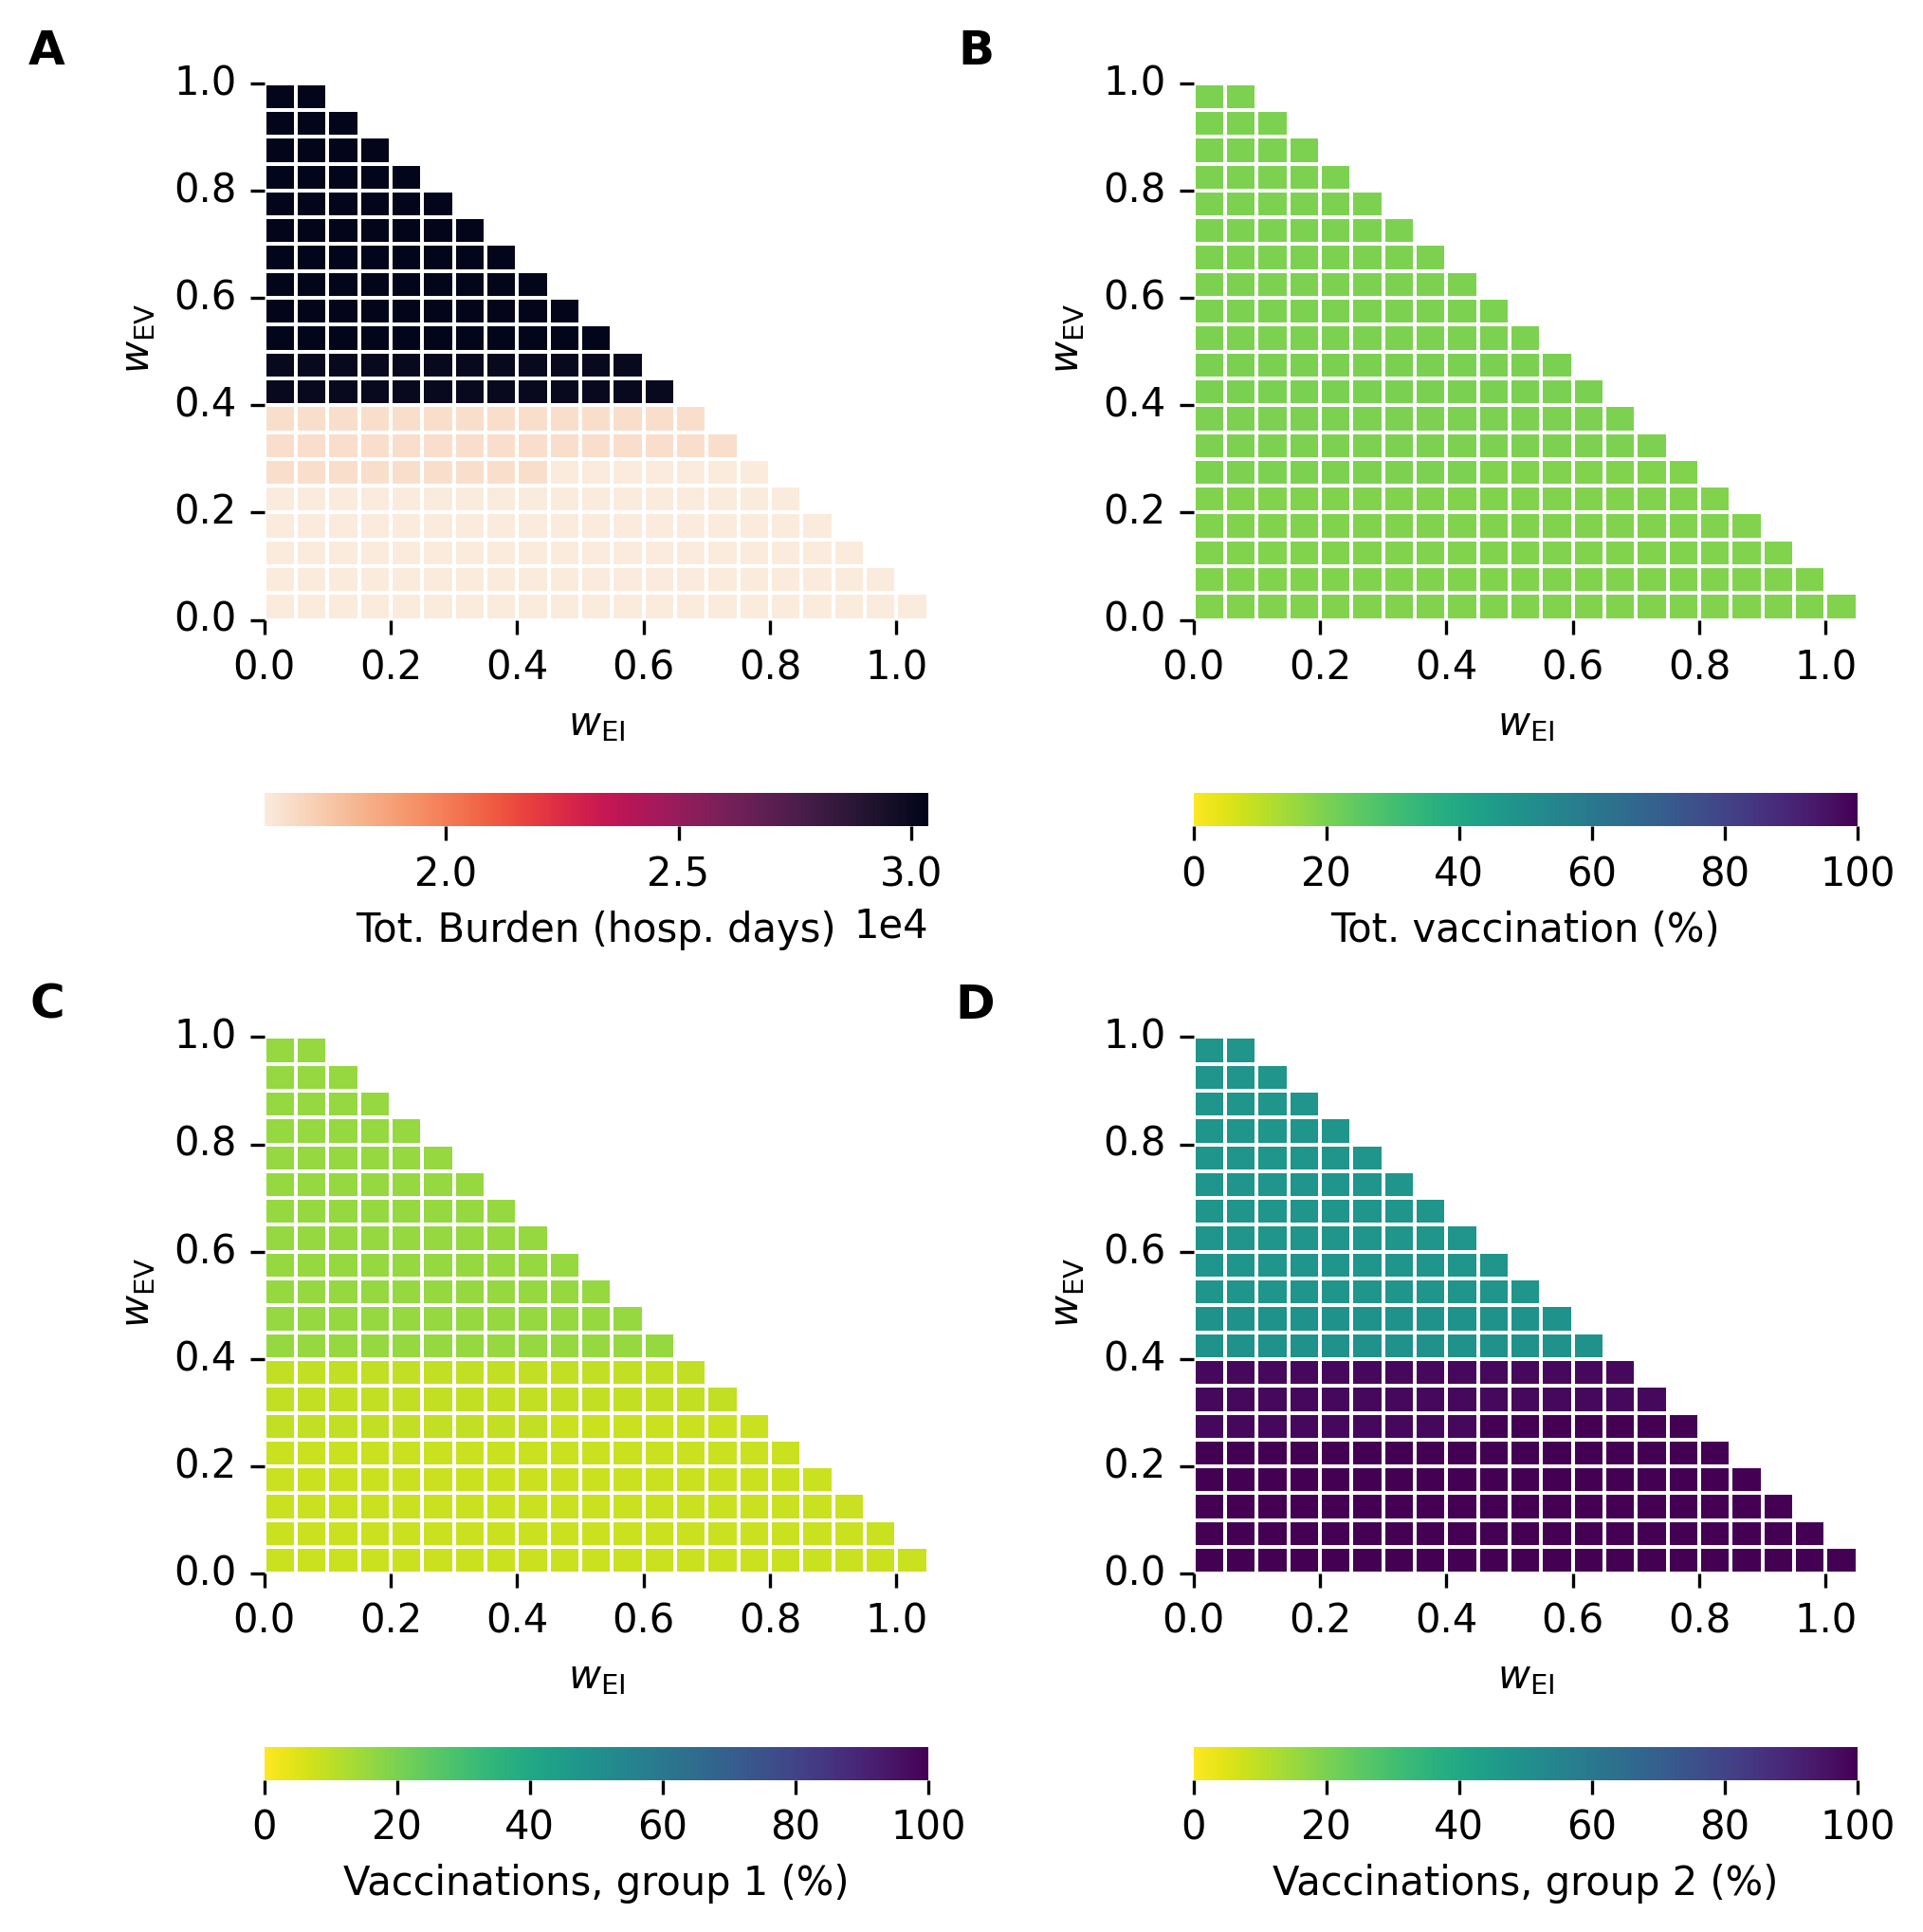 A
B
1.0
0.8
0.6
0.4
0.2
0.0
w_EV
0.0 0.2 0.4 0.6 0.8 1.0
w_EI
2.0 2.5 3.0
Tot. Burden (hosp. days) 1e4
1.0
0.8
0.6
0.4
0.2
0.0
w_EV
0.0 0.2 0.4 0.6 0.8 1.0
w_EI
0 20 40 60 80 100
Tot. vaccination (%)
C
D
1.0
0.8
0.6
0.4
0.2
0.0
w_EV
0.0 0.2 0.4 0.6 0.8 1.0
w_EI
0 20 40 60 80 100
Vaccinations, group 1 (%)
1.0
0.8
0.6
0.4
0.2
0.0
w_EV
0.0 0.2 0.4 0.6 0.8 1.0
w_EI
0 20 40 60 80 100
Vaccinations, group 2 (%)